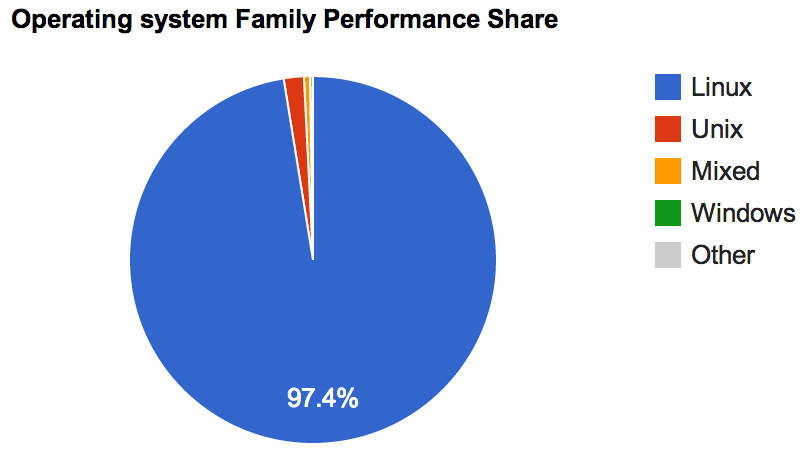 Operating system Family Performance Share
Linux
Unix
Mixed
Windows
Other
97.4%